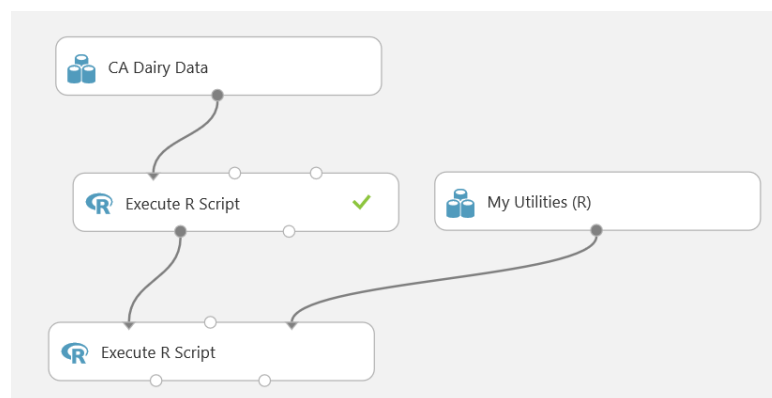 CA Dairy Data
Execute R Script
My Utilities (R)
Execute R Script